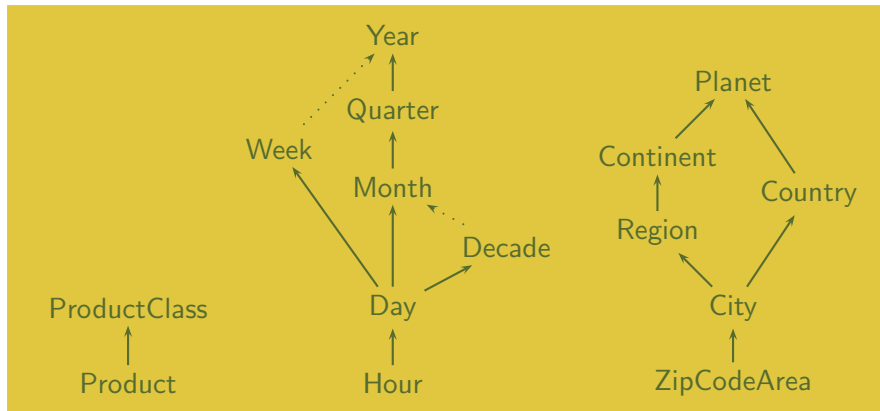 Year
Planet
Quarter
Week
Continent
Month
Country
Region
Decade
ProductClass
Day
City
Product
Hour
ZipCodeArea